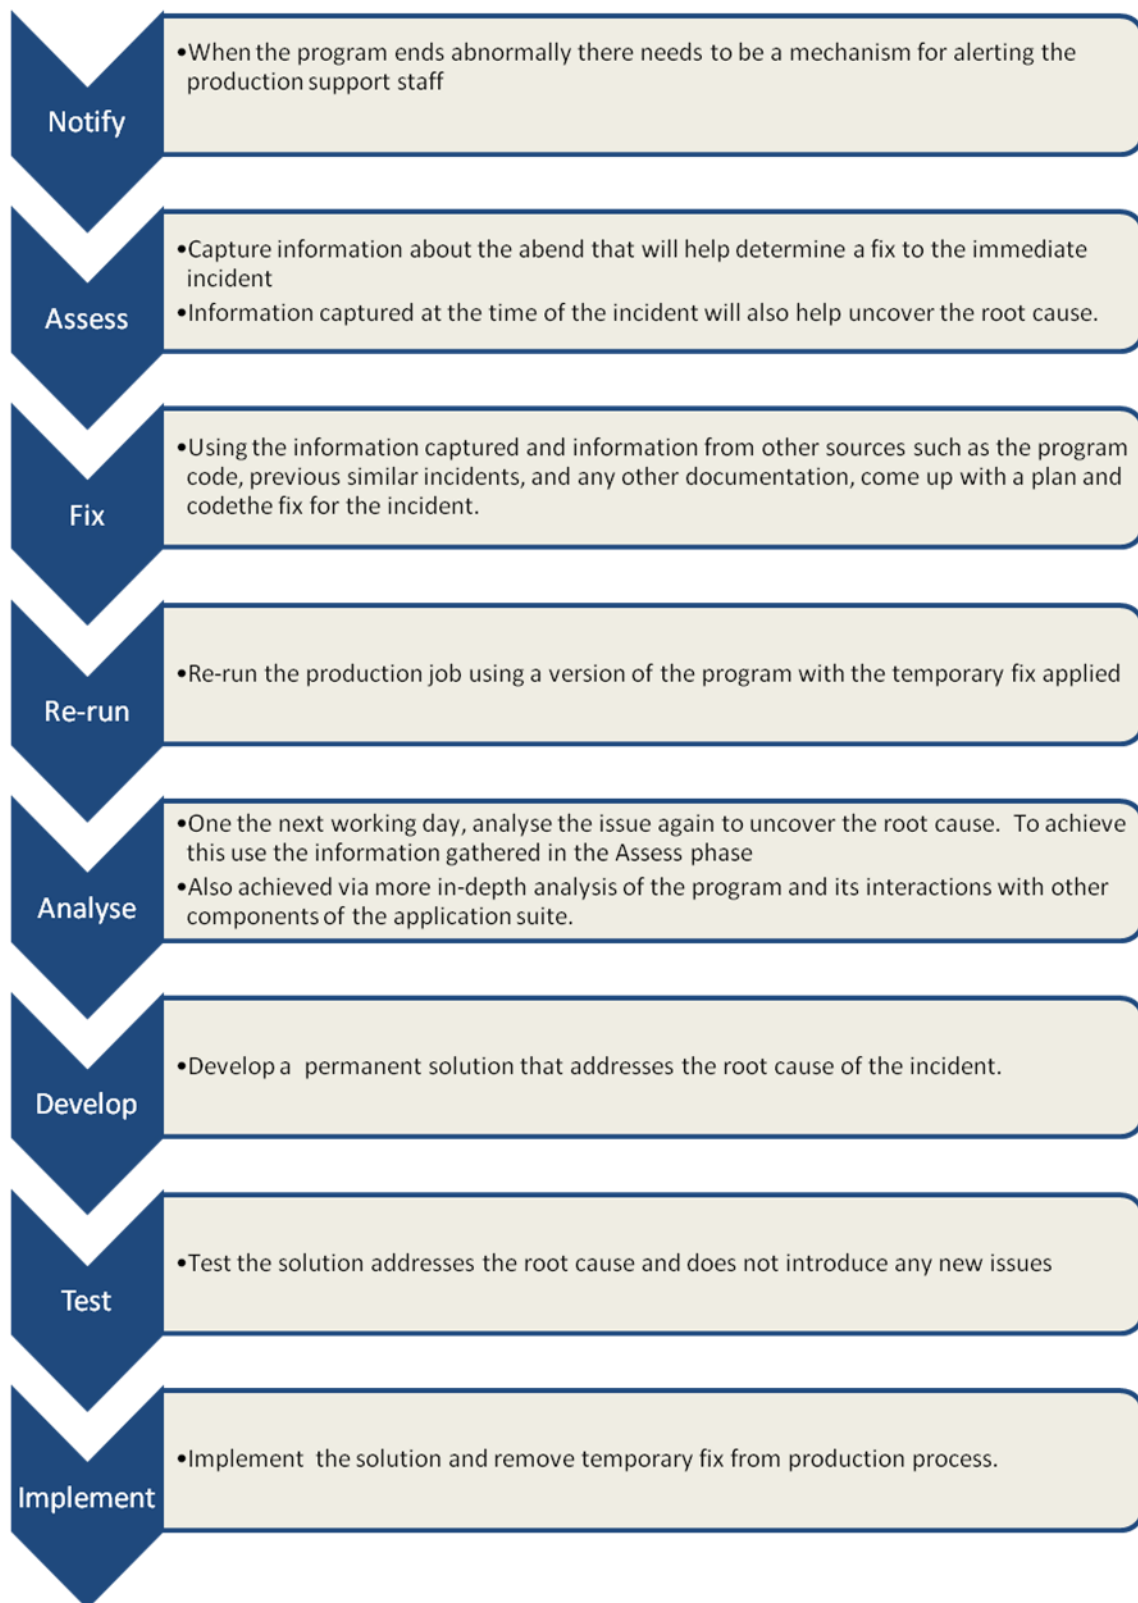 •When the program ends abnormally there needs to be a mechanism for alerting the
production support staff
Notify
•Capture information about the abend that will help determine a fix to the immediate
incident
•Information captured at the time of the incident will also help uncover the root cause.
Assess
•Using the information captured and information from other sources such as the program
code, previous similar incidents, and any other documentation, come up with a plan and
codethe fix for the incident.
Fix
•Re-run the production job using a version of the program with the temporary fix applied
Re-run
•One the next working day, analyse the issue again to uncover the root cause.  To achieve
this use the information gathered in the Assess phase
•Also achieved via more in-depth analysis of the program and its interactions with other
components of the application suite.
Analyse
•Develop a  permanent solution that addresses the root cause of the incident.
Develop
•Test the solution addresses the root cause and does not introduce any new issues
Test
•Implement  the solution and remove temporary fix from production process.
Implement